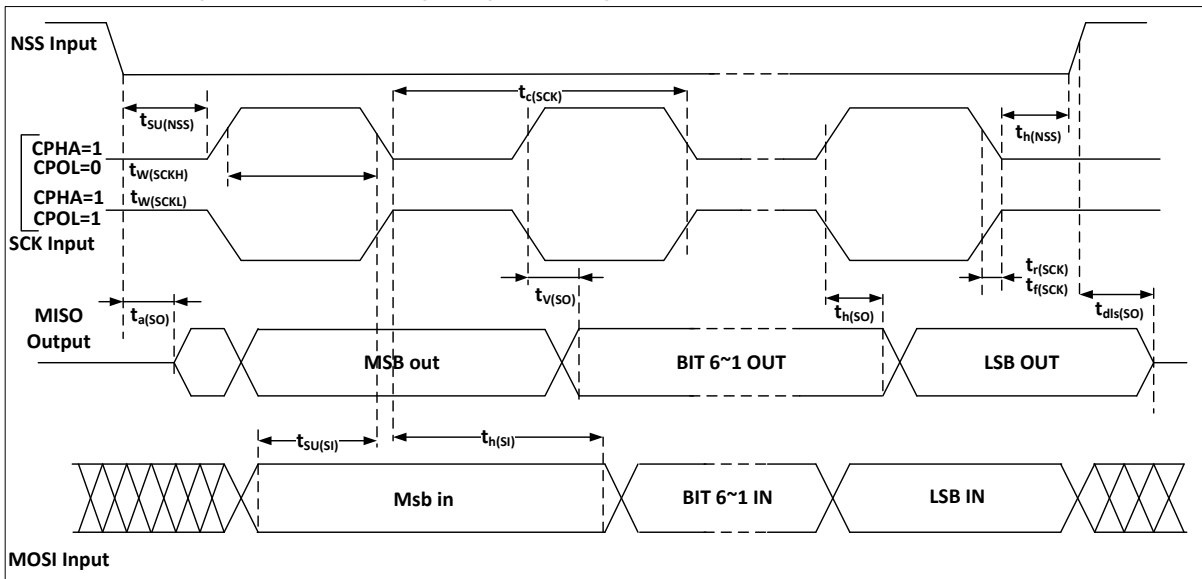 NSS Input
tc(SCK)
tSU(NSS)
th(NSS)
CPHA=1
CPOL=0
tW(SCKH)
CPHA=1
tW(SCKL)
CPOL=1
SCK Input
tr(SCK)
tV(SO)
tf(SCK)
ta(SO)
th(SO)
tdis(SO)
MISO
Output
MSB out
BIT 6~1 OUT
LSB OUT
tSU(SI)
th(SI)
Msb in
BIT 6~1 IN
LSB IN
MOSI Input